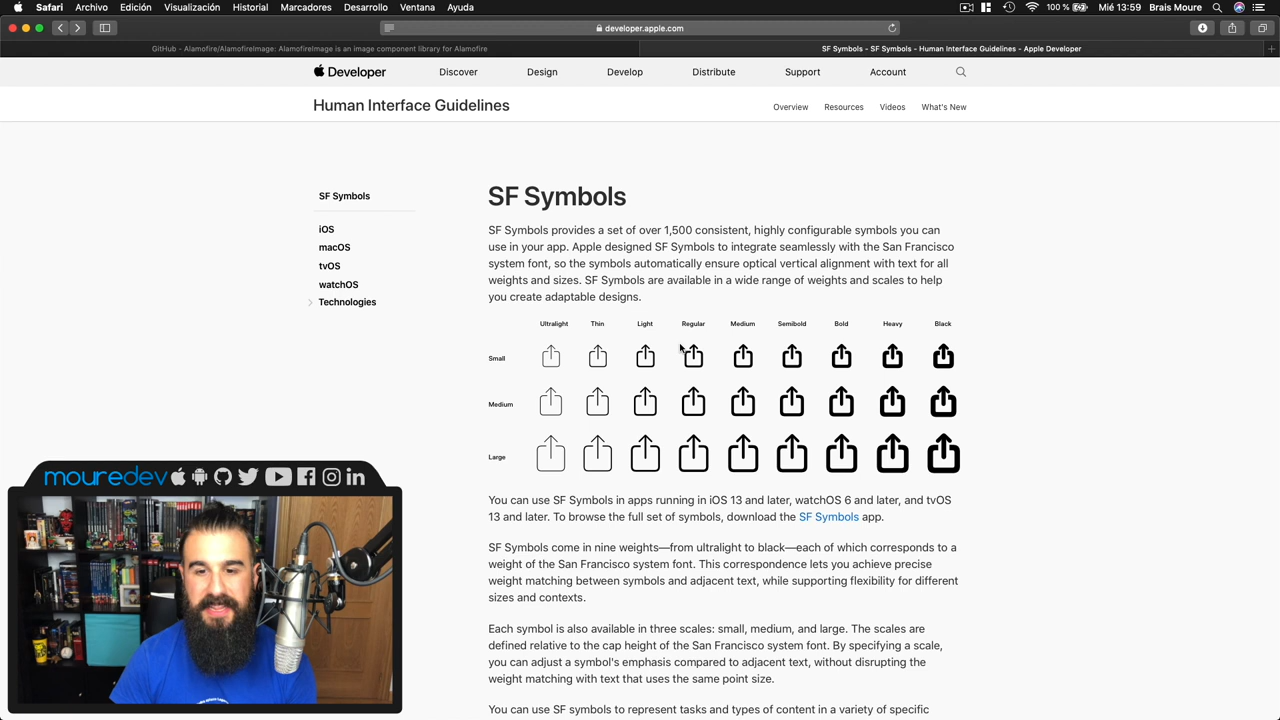 Safari Archivo Edición Visualización Historial Marcadores Desarrollo Ventana Ayuda
100 % Mié 13:59 Brais Moure
developer.apple.com
GitHub - Alamofire/AlamofireImage: AlamofireImage is an image component library for Alamofire
SF Symbols - SF Symbols - Human Interface Guidelines - Apple Developer
Developer Discover Design Develop Distribute Support Account
Human Interface Guidelines
Overview Resources Videos What's New
SF Symbols
iOS
macOS
tvOS
watchOS
Technologies
SF Symbols
SF Symbols provides a set of over 1,500 consistent, highly configurable symbols you can
use in your app. Apple designed SF Symbols to integrate seamlessly with the San Francisco
system font, so the symbols automatically ensure optical vertical alignment with text for all
weights and sizes. SF Symbols are available in a wide range of weights and scales to help
you create adaptable designs.
Ultralight Thin Light Regular Medium Semibold Bold Heavy Black
Small
Medium
Large
You can use SF Symbols in apps running in iOS 13 and later, watchOS 6 and later, and tvOS
13 and later. To browse the full set of symbols, download the SF Symbols app.
SF Symbols come in nine weights—from ultralight to black—each of which corresponds to a
weight of the San Francisco system font. This correspondence lets you achieve precise
weight matching between symbols and adjacent text, while supporting flexibility for different
sizes and contexts.
Each symbol is also available in three scales: small, medium, and large. The scales are
defined relative to the cap height of the San Francisco system font. By specifying a scale,
you can adjust a symbol's emphasis compared to adjacent text, without disrupting the
weight matching with text that uses the same point size.
You can use SF symbols to represent tasks and types of content in a variety of specific
mouredev